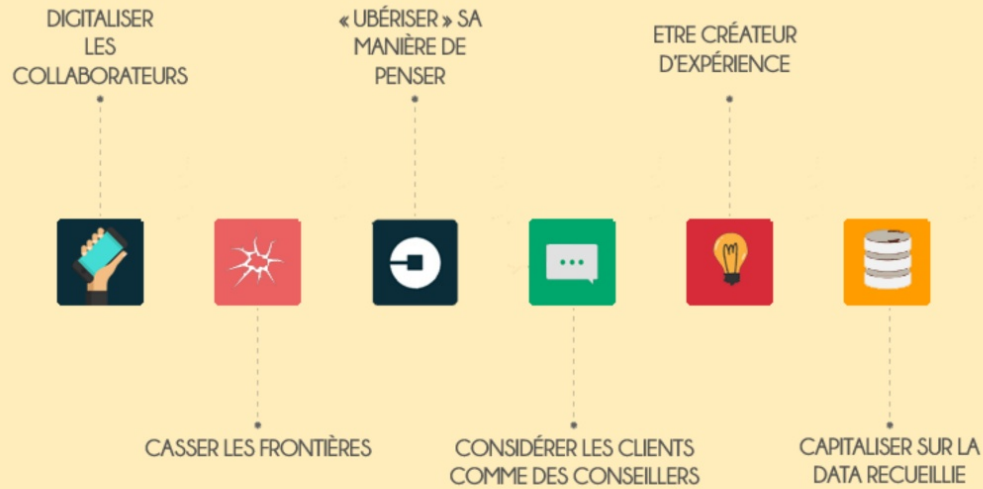 DIGITALISER
LES
COLLABORATEURS
« UBÉRISER » SA
MANIÈRE DE
PENSER
ETRE CRÉATEUR
D'EXPÉRIENCE
CASSER LES FRONTIÈRES
CONSIDÉRER LES CLIENTS
COMME DES CONSEILLERS
CAPITALISER SUR LA
DATA RECUEILLIE